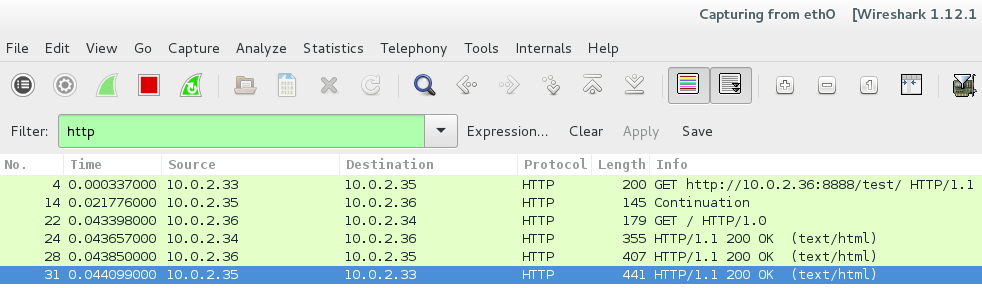 Capturing from eth0 [Wireshark 1.12.1
File Edit View Go Capture Analyze Statistics Telephony Tools Internals Help
Filter: http Expression... Clear Apply Save
No. Time Source Destination Protocol Length Info
4 0.000337000 10.0.2.33 10.0.2.35 HTTP 200 GET http://10.0.2.36:8888/test/ HTTP/1.1
14 0.021776000 10.0.2.35 10.0.2.36 HTTP 145 Continuation
22 0.043398000 10.0.2.36 10.0.2.34 HTTP 179 GET / HTTP/1.0
24 0.043657000 10.0.2.34 10.0.2.36 HTTP 355 HTTP/1.1 200 OK (text/html)
28 0.043850000 10.0.2.36 10.0.2.35 HTTP 407 HTTP/1.1 200 OK (text/html)
31 0.044099000 10.0.2.35 10.0.2.33 HTTP 441 HTTP/1.1 200 OK (text/html)